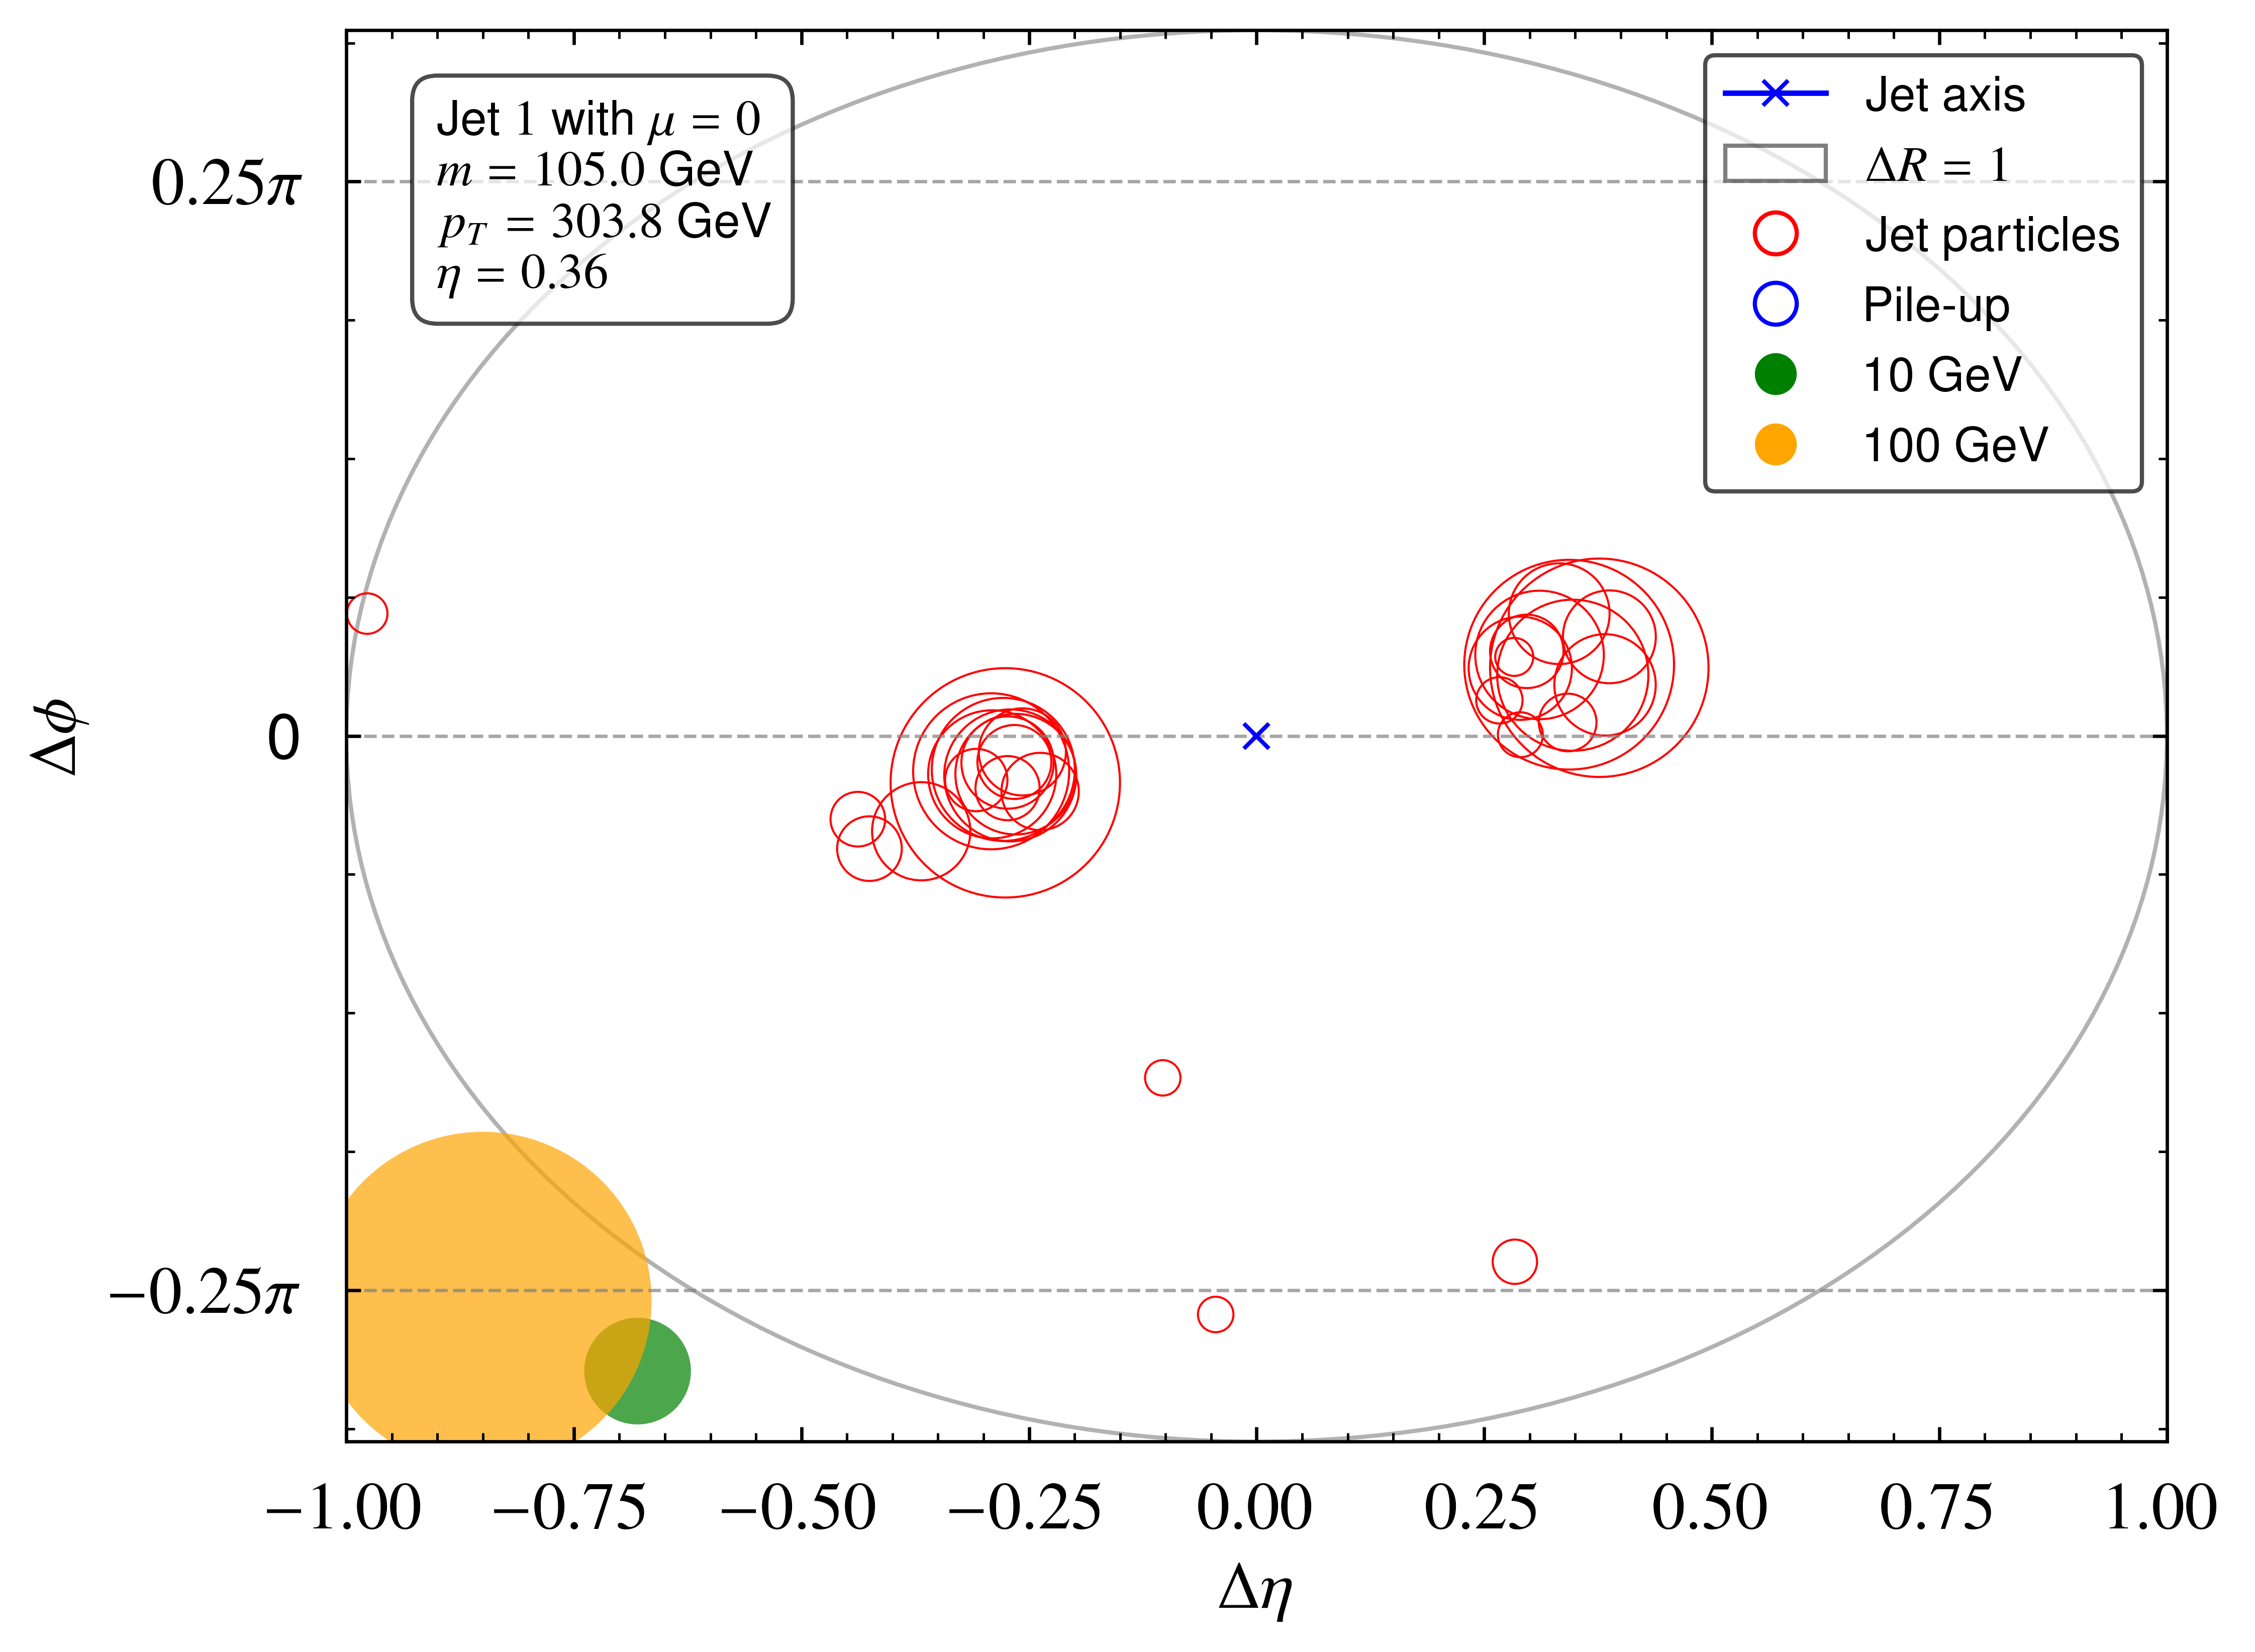 Jet 1 with μ = 0
m = 105.0 GeV
p_T = 303.8 GeV
η = 0.36
Jet axis
ΔR = 1
Jet particles
Pile-up
10 GeV
100 GeV
0.25π
0
−0.25π
Δϕ
−1.00 −0.75 −0.50 −0.25 0.00 0.25 0.50 0.75 1.00
Δη